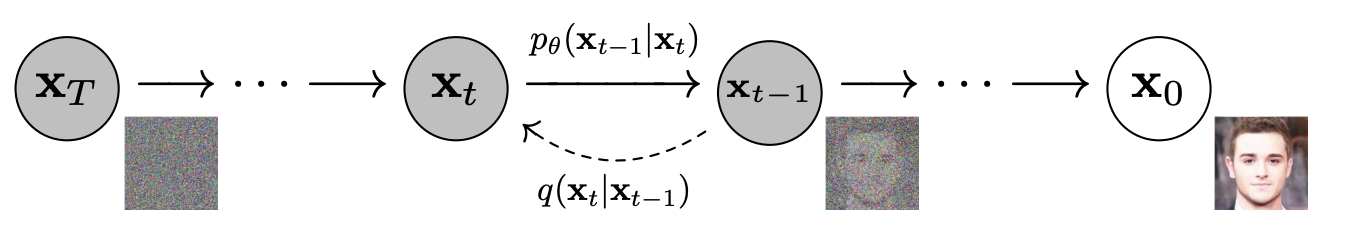 p_θ(x_{t−1}|x_t)
x_T → ⋯ → x_t → x_{t−1} → ⋯ → x_0
q(x_t|x_{t−1})